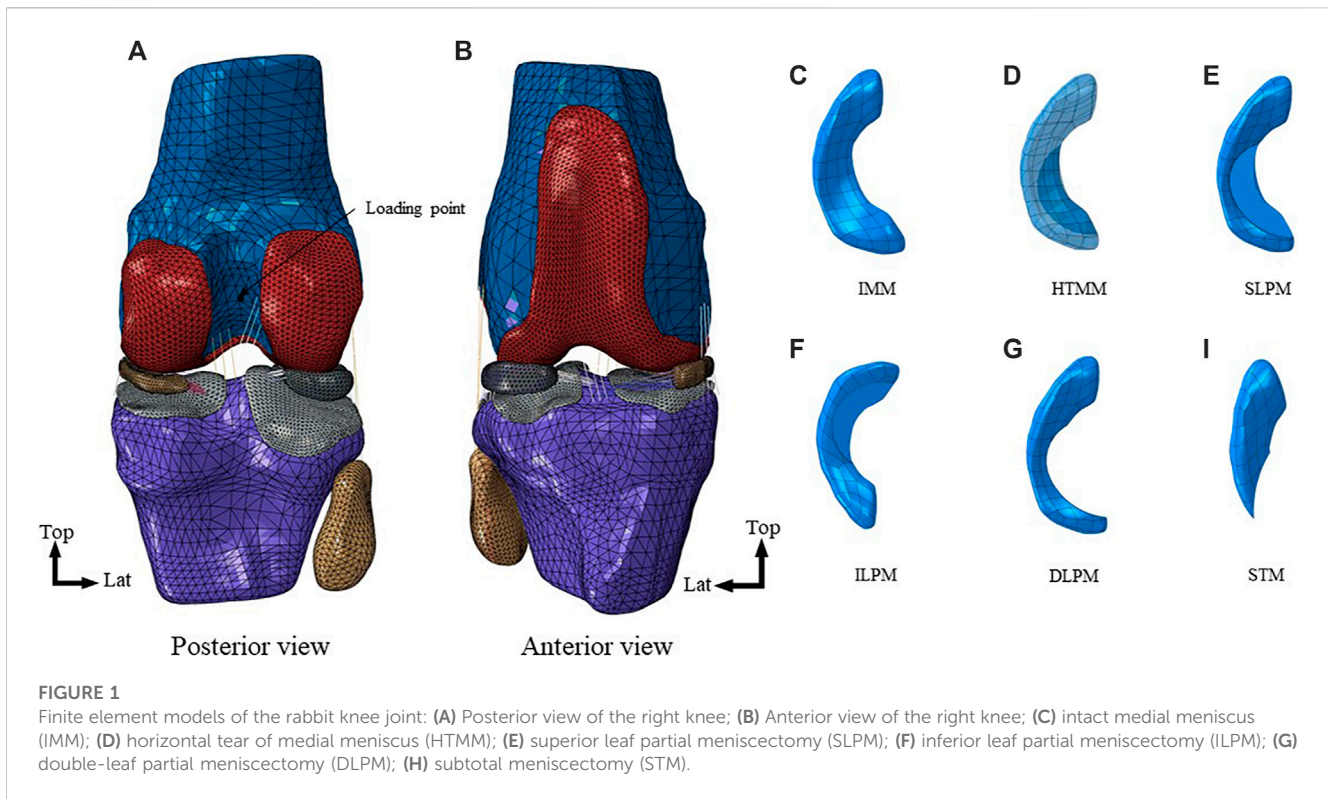 A
B
C
D
E
Loading point
IMM
HTMM
SLPM
F
G
I
ILPM
DLPM
STM
Top
Lat
Top
Lat
Posterior view
Anterior view
FIGURE 1
Finite element models of the rabbit knee joint: (A) Posterior view of the right knee; (B) Anterior view of the right knee; (C) intact medial meniscus
(IMM); (D) horizontal tear of medial meniscus (HTMM); (E) superior leaf partial meniscectomy (SLPM); (F) inferior leaf partial meniscectomy (ILPM); (G)
double-leaf partial meniscectomy (DLPM); (H) subtotal meniscectomy (STM).